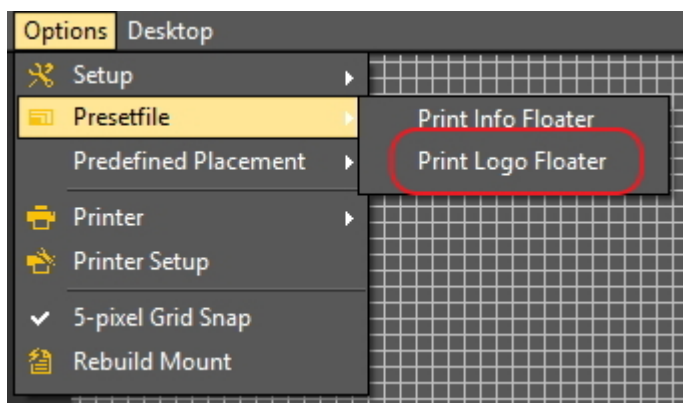 Options Desktop
Setup
Presetfile
Print Info Floater
Predefined Placement
Print Logo Floater
Printer
Printer Setup
5-pixel Grid Snap
Rebuild Mount